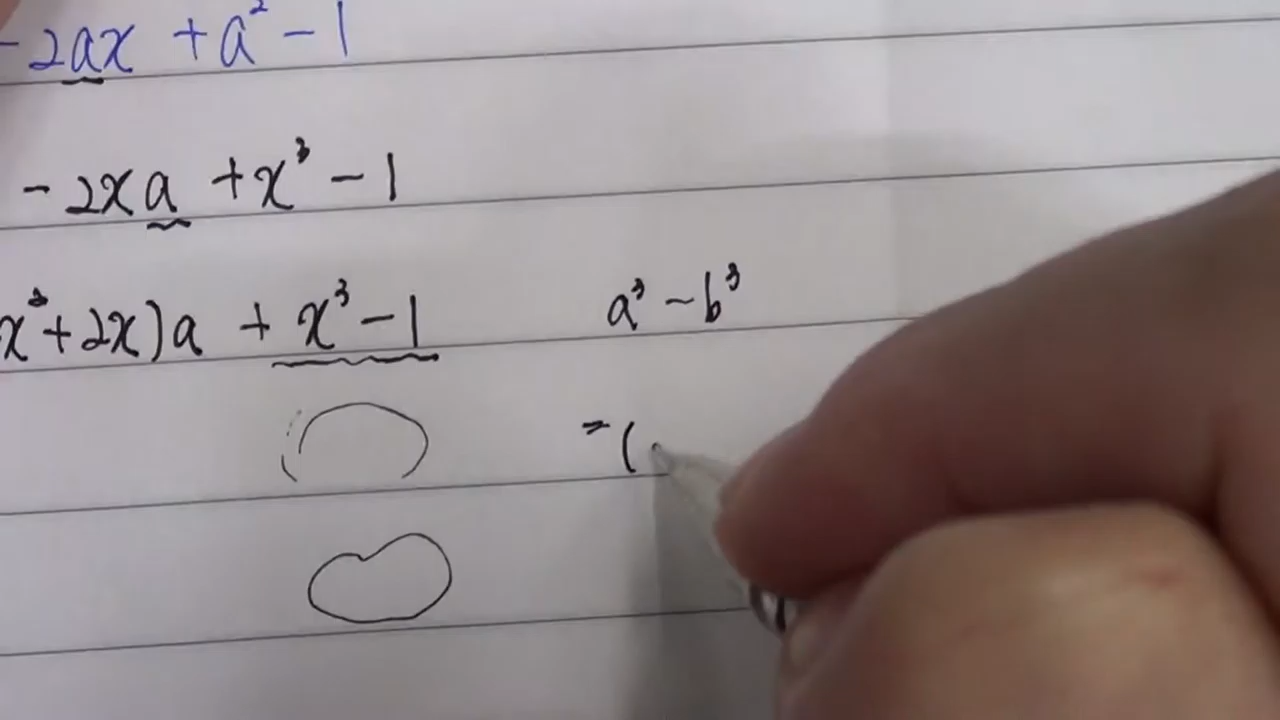 -2ax + a² - 1
-2xa + x³ - 1
x² + 2x)a + x³ - 1
a³ - b³
= (